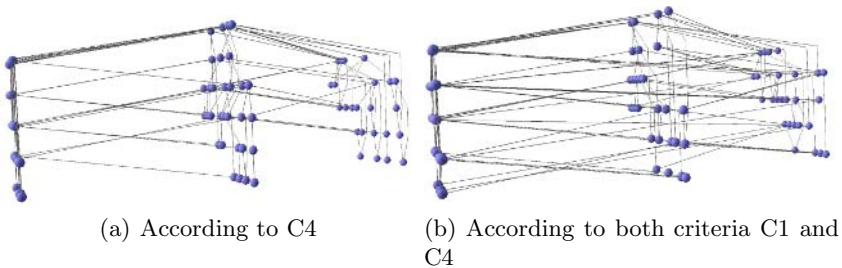 (a) According to C4
(b) According to both criteria C1 and
C4